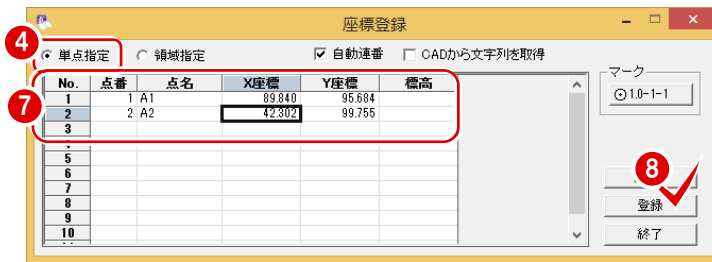 座標登録
4
単点指定 領域指定 自動連番 CADから文字列を取得
マーク
1.0-1-1
7
No. 点番 点名 X座標 Y座標 標高
1 1 A1 89.840 95.684
2 2 A2 42.302 99.755
3
5
6
7
8
9
10
8
登録
終了